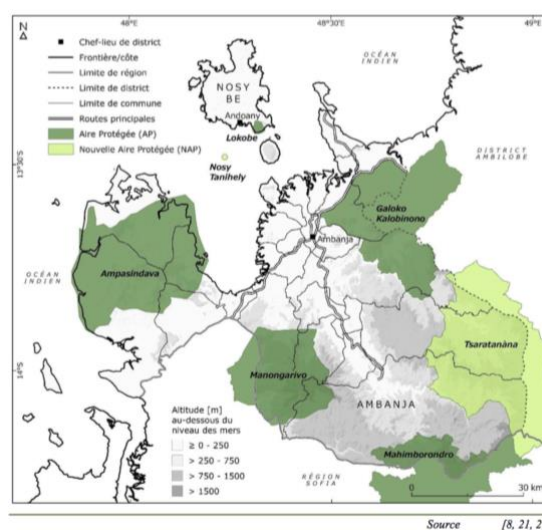 48°E
48°30'E
49°E
N
Chef-lieu de district
Frontière/côte
Limite de région
Limite de district
Limite de commune
Routes principales
Aire Protégée (AP)
Nouvelle Aire Protégée (NAP)
OCÉAN
INDIEN
NOSY
BE
Andoany
Lokobe
Nosy
Tanihely
13°30'S
DISTRICT
AMBILOBE
Galoko
Kalobinono
Ambanja
Ampasindava
OCÉAN
INDIEN
Tsaratanàna
14°S
Manongarivo
AMBANJA
Altitude [m]
au-dessous du
niveau des mers
≥ 0 - 250
> 250 - 750
> 750 - 1500
> 1500
Mahimborondro
RÉGION
SOFIA
0 30 km
Source [8, 21, 2